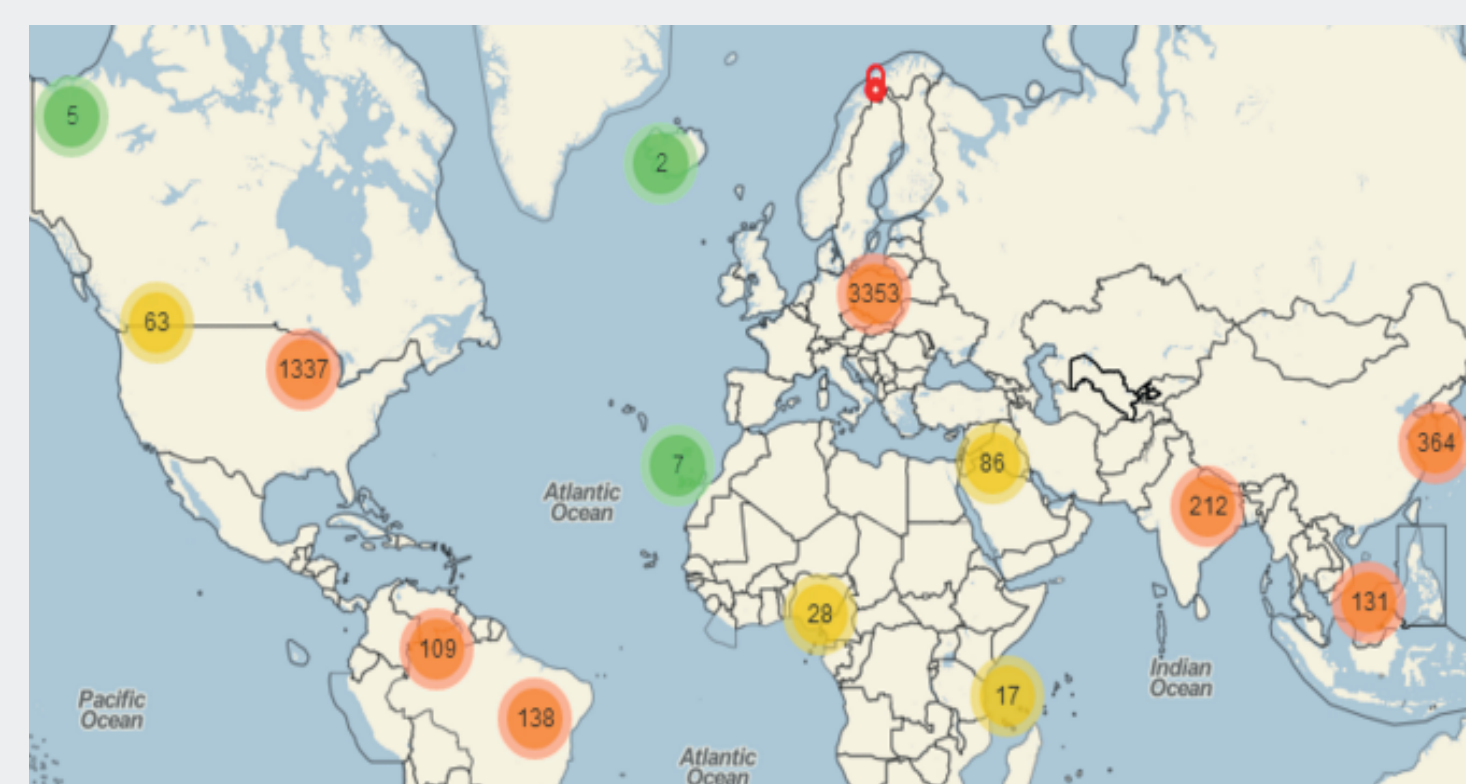 5
2
3353
63
1337
364
7
86
Atlantic
Ocean
212
131
28
109
Indian
Ocean
17
Pacific
Ocean
138
Atlantic
Ocean